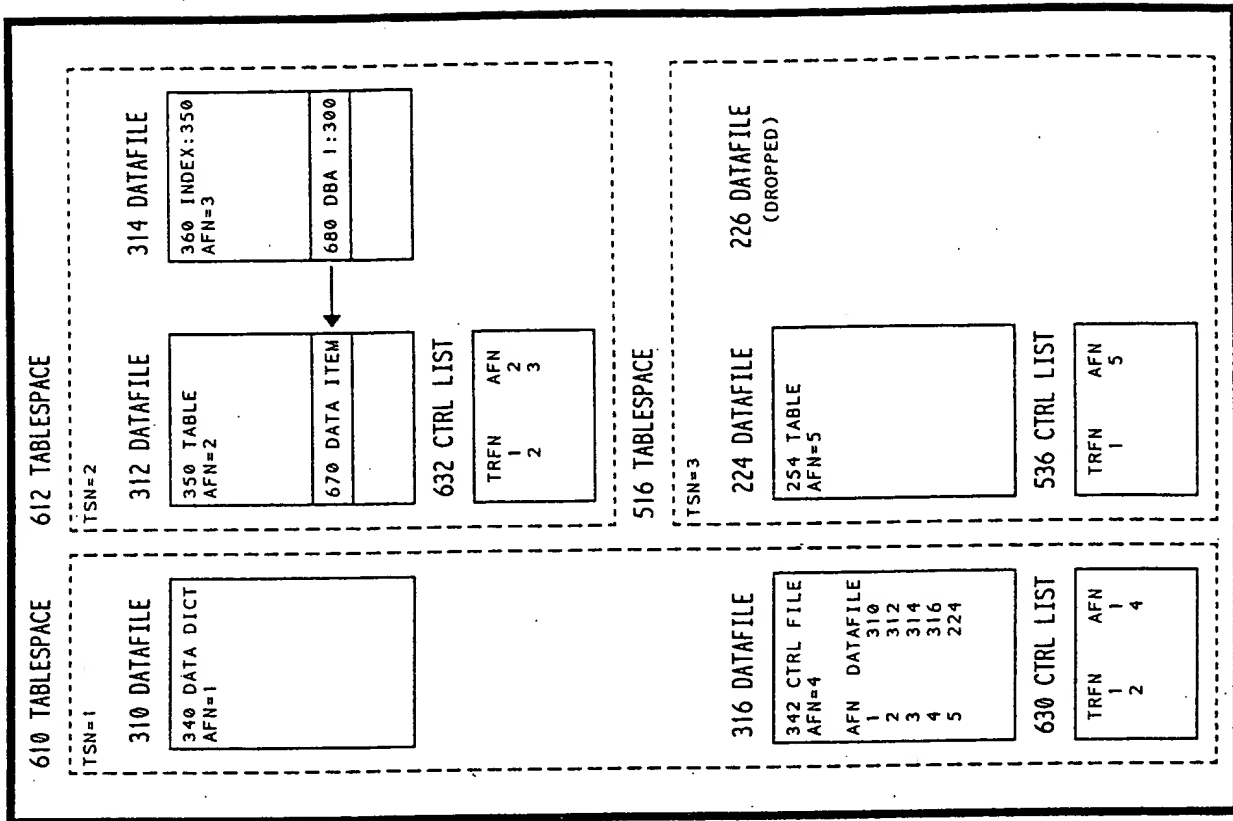 610 TABLESPACE
TSN=1
310 DATAFILE
340 DATA DICT
AFN=1
316 DATAFILE
342 CTRL FILE
AFN=4
AFN DATAFILE
1 310
2 312
3 314
4 316
5 224
630 CTRL LIST
TRFN AFN
1 1
2 4
612 TABLESPACE
TSN=2
312 DATAFILE
350 TABLE
AFN=2
670 DATA ITEM
314 DATAFILE
360 INDEX:350
AFN=3
680 DBA 1:300
632 CTRL LIST
TRFN AFN
1 2
2 3
516 TABLESPACE
TSN=3
224 DATAFILE
254 TABLE
AFN=5
226 DATAFILE
(DROPPED)
536 CTRL LIST
TRFN AFN
1 5